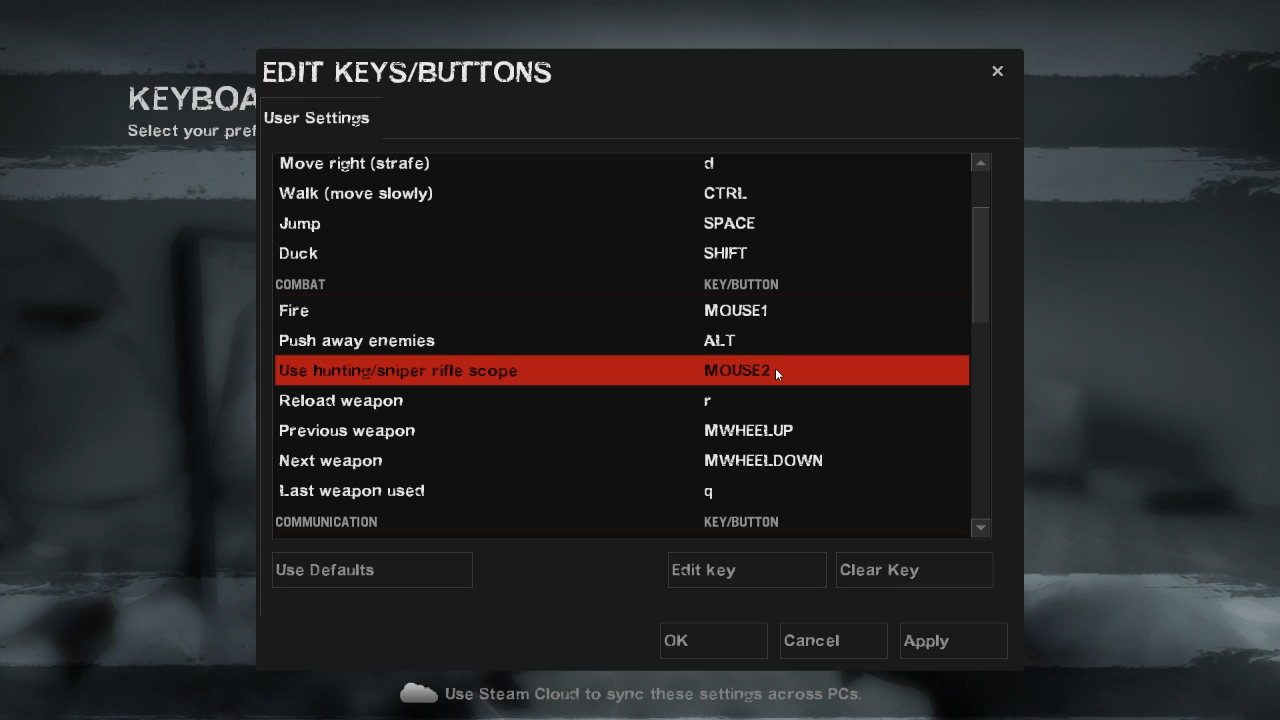 EDIT KEYS/BUTTONS
KEYBOA
Select your pref
User Settings
Move right (strafe) d
Walk (move slowly) CTRL
Jump SPACE
Duck SHIFT
COMBAT KEY/BUTTON
Fire MOUSE1
Push away enemies ALT
Use hunting/sniper rifle scope MOUSE2
Reload weapon r
Previous weapon MWHEELUP
Next weapon MWHEELDOWN
Last weapon used q
COMMUNICATION KEY/BUTTON
Use Defaults Edit key Clear Key
OK Cancel Apply
Use Steam Cloud to sync these settings across PCs.